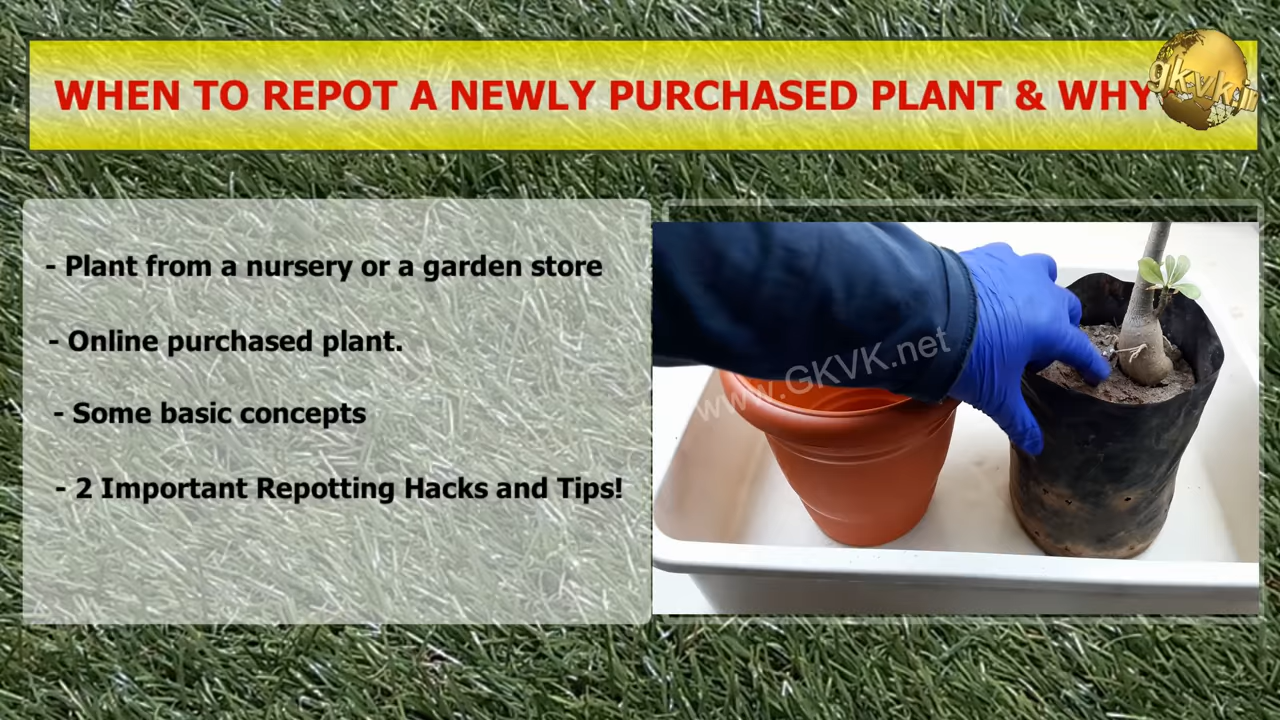 WHEN TO REPOT A NEWLY PURCHASED PLANT & WHY
gkvk.in
- Plant from a nursery or a garden store
- Online purchased plant.
- Some basic concepts
- 2 Important Repotting Hacks and Tips!
www.GKVK.net